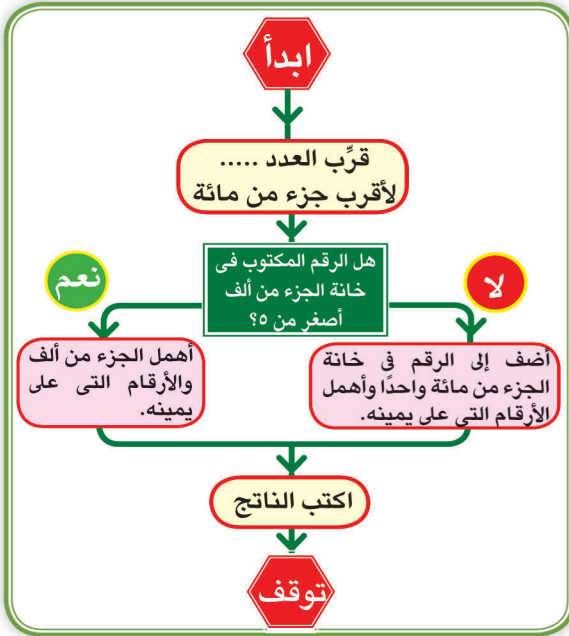 ابدأ
قرِّب العدد .....
لأقرب جزء من مائة
هل الرقم المكتوب فى
خانة الجزء من ألف
أصغر من ٥؟
لا
نعم
أضف إلى الرقم فى خانة
الجزء من مائة واحدًا وأهمل
الأرقام التى على يمينه.
أهمل الجزء من ألف
والأرقام التى على
يمينه.
اكتب الناتج
توقف